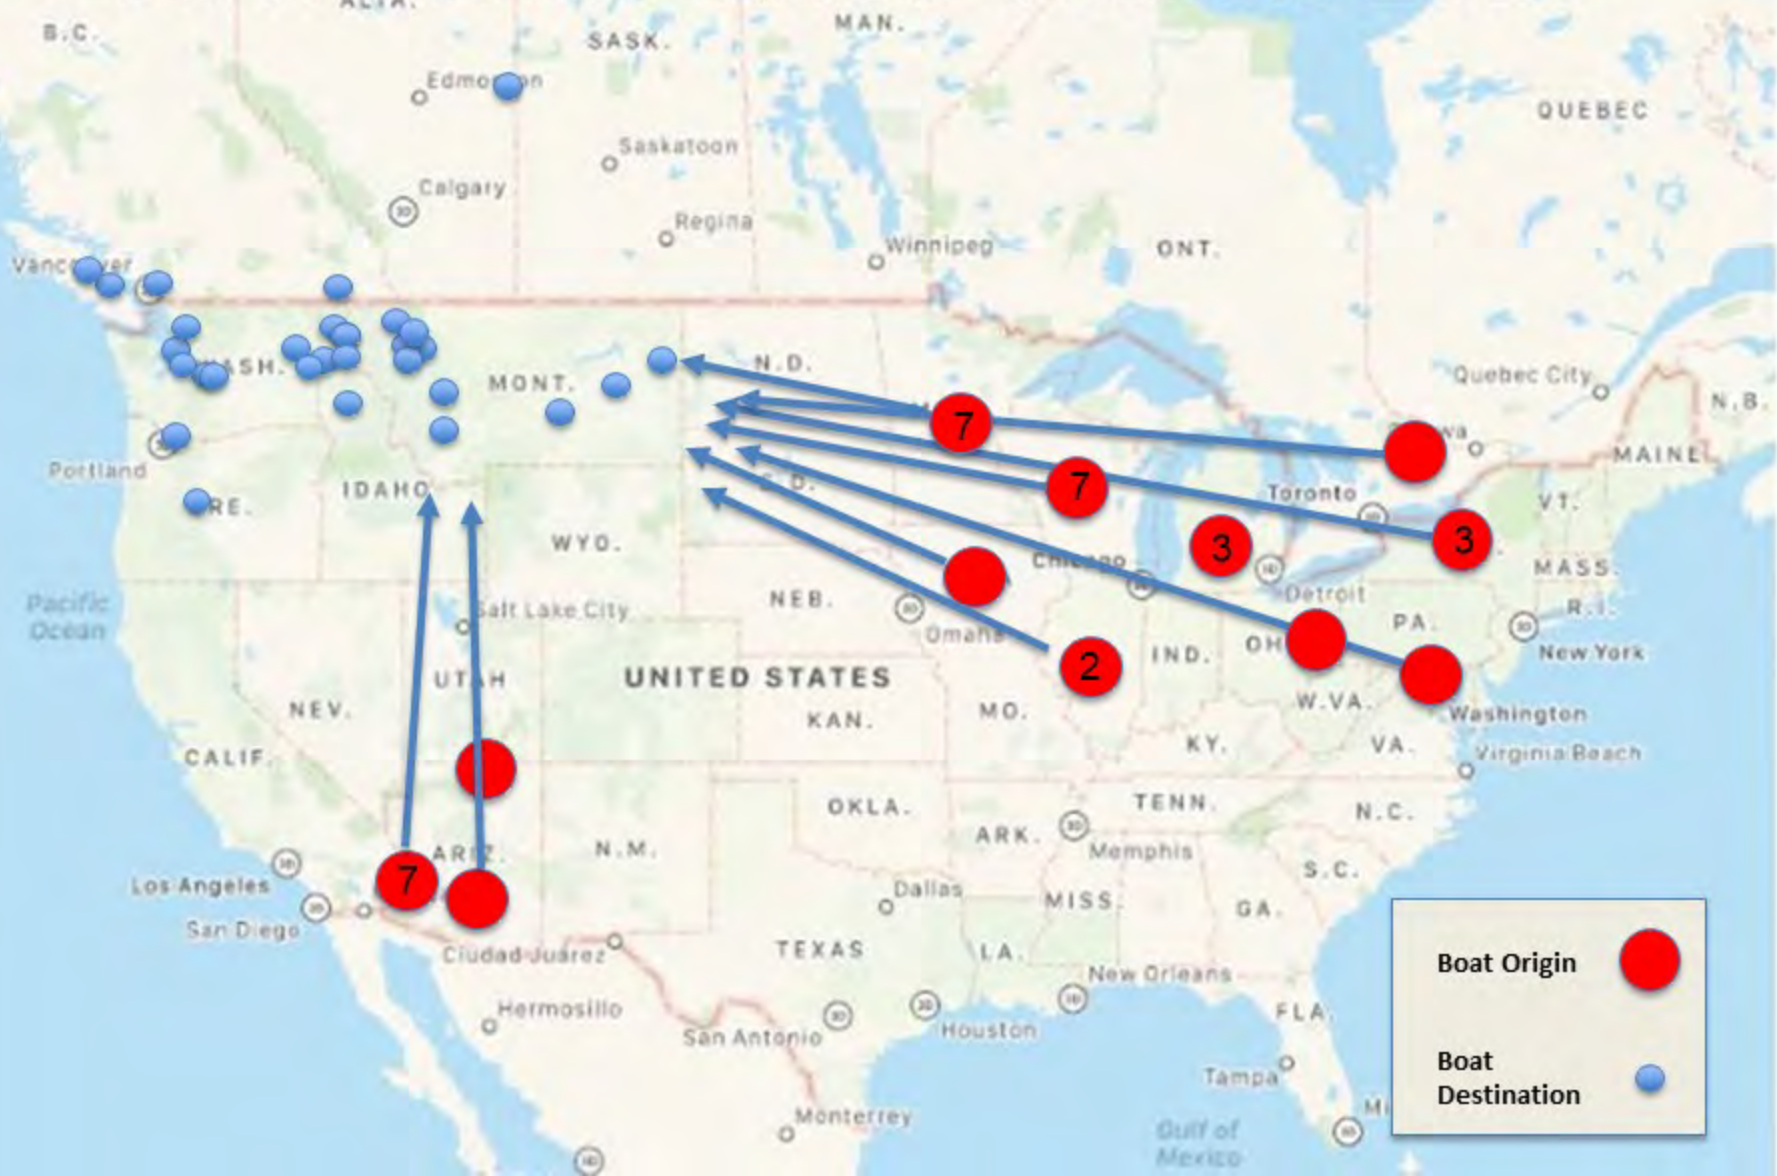 ALTA.
B.C.
SASK.
MAN.
QUEBEC
Saskatoon
Calgary
Regina
Winnipeg
ONT.
MONT.
N.D.
Quebec City
N.B.
MAINE
Portland
IDAHO
Toronto
VT.
WYO.
Chicago
MASS.
Detroit
R.I.
Pacific
Ocean
Salt Lake City
NEB.
Omaha
PA.
New York
IND.
UTAH
UNITED STATES
W.VA.
Washington
NEV.
KAN.
MO.
KY.
VA.
Virginia Beach
CALIF.
OKLA.
TENN.
N.C.
ARK.
Memphis
ARIZ.
N.M.
S.C.
Los Angeles
Dallas
MISS.
GA.
San Diego
Ciudad Juárez
TEXAS
LA.
New Orleans
Hermosillo
San Antonio
Houston
FLA.
Tampa
Monterrey
Gulf of
Mexico
7
7
3
3
2
7
Boat Origin
Boat
Destination